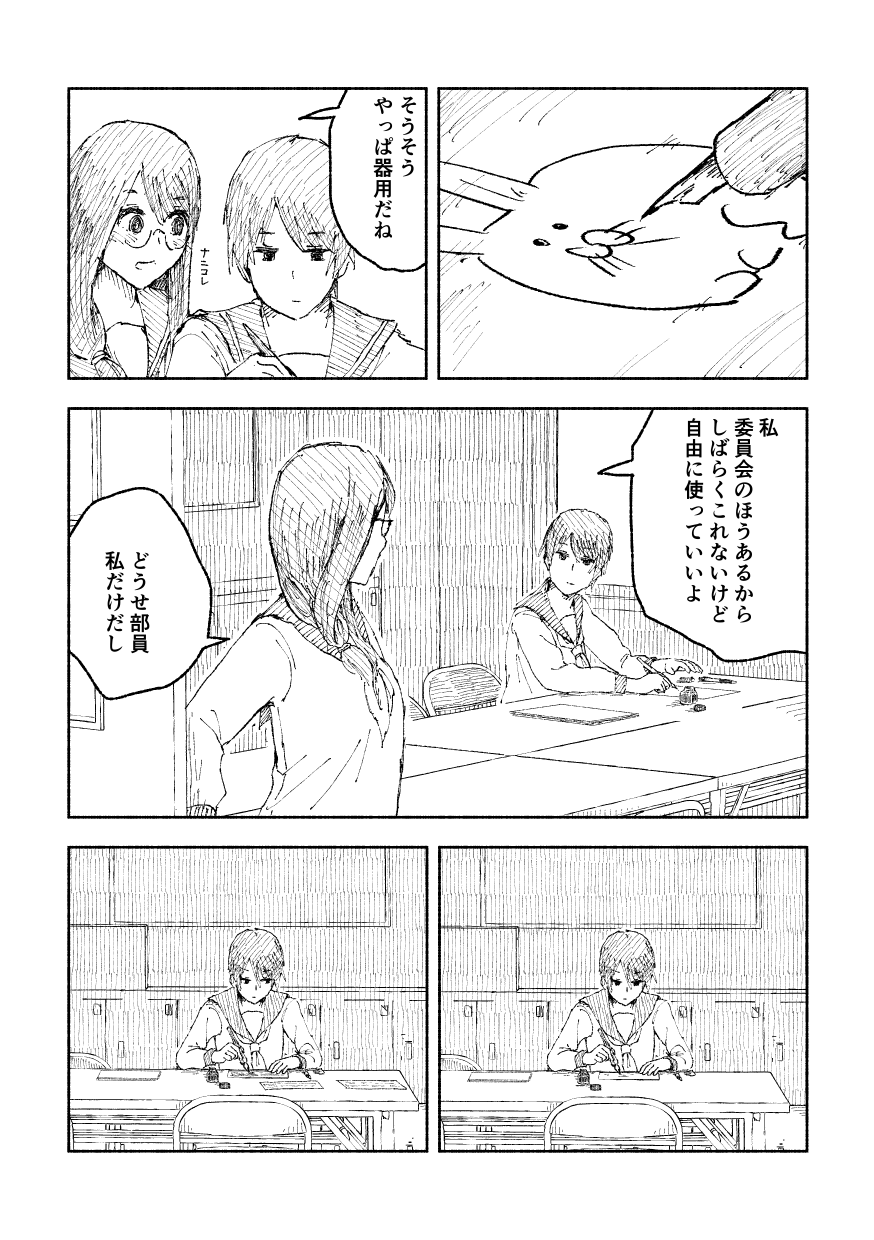 そうそう
やっぱ器用だね
ナニコレ
私
委員会のほうあるから
しばらくこれないけど
自由に使っていいよ
どうせ部員
私だけだし